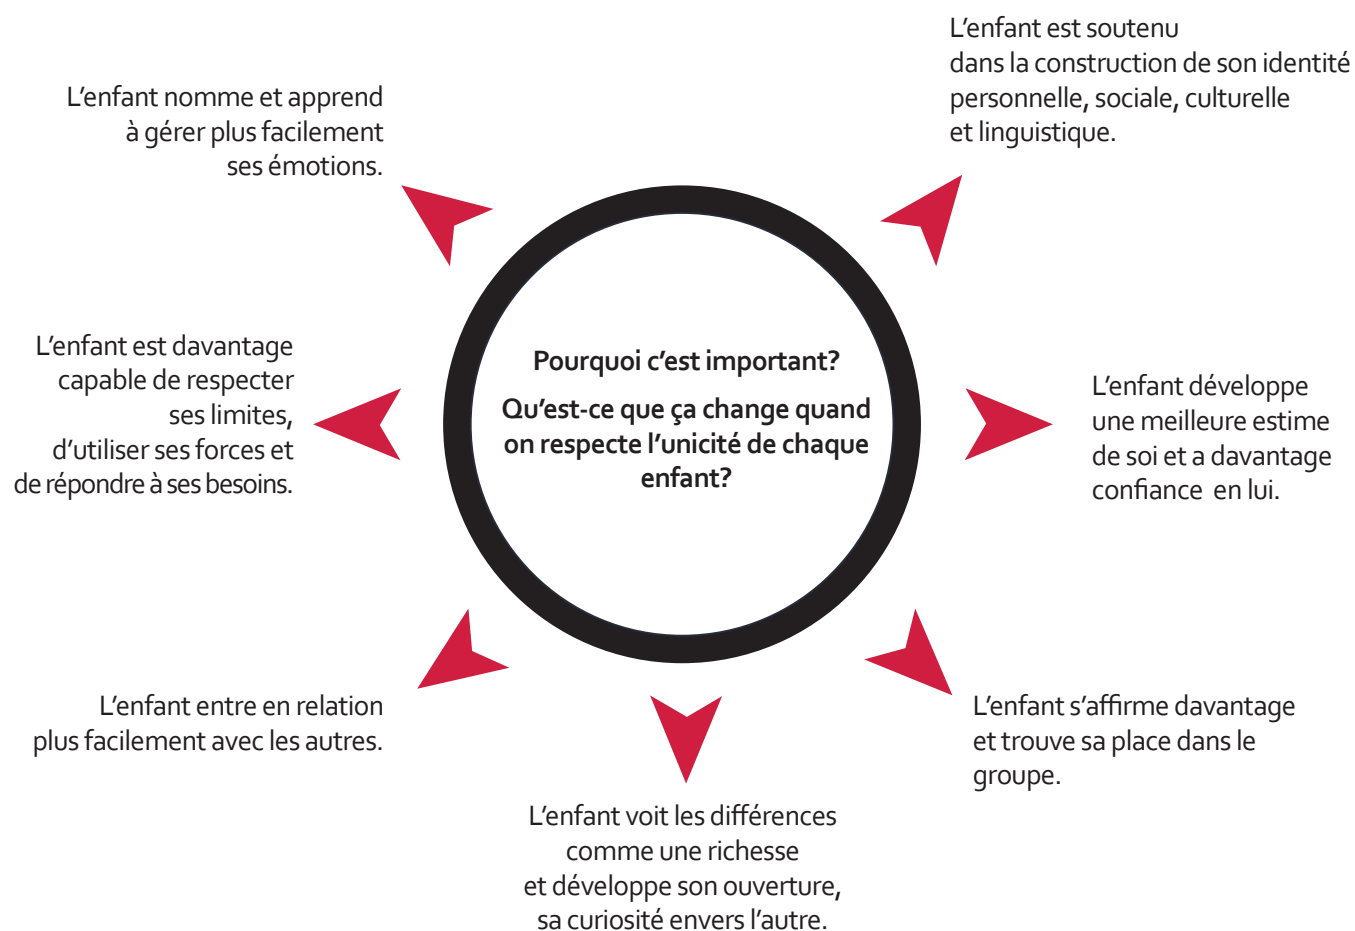 L'enfant est soutenu
dans la construction de son identité
personnelle, sociale, culturelle
et linguistique.
L'enfant nomme et apprend
à gérer plus facilement
ses émotions.
Pourquoi c'est important?
Qu'est-ce que ça change quand
on respecte l'unicité de chaque
enfant?
L'enfant est davantage
capable de respecter
ses limites,
d'utiliser ses forces et
de répondre à ses besoins.
L'enfant développe
une meilleure estime
de soi et a davantage
confiance en lui.
L'enfant entre en relation
plus facilement avec les autres.
L'enfant s'affirme davantage
et trouve sa place dans le
groupe.
L'enfant voit les différences
comme une richesse
et développe son ouverture,
sa curiosité envers l'autre.